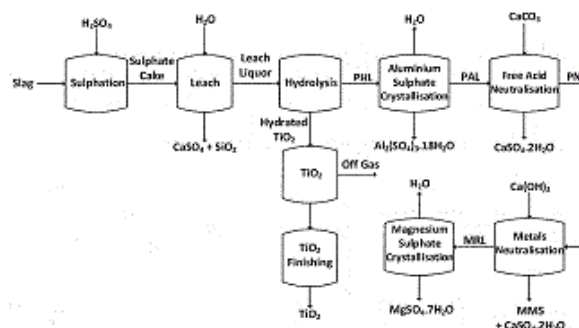 H₂SO₄
H₂O
H₂O
CaCO₃
Slag
Sulphation
Sulphate
Cake
Leach
Leach
Liquor
Hydrolysis
PHL
Aluminium
Sulphate
Crystallisation
PAL
Free Acid
Neutralisation
CaSO₄ + SiO₂
Hydrated
TiO₂
Al₂(SO₄)₃.18H₂O
CaSO₄.2H₂O
TiO₂
Off Gas
H₂O
Ca(OH)₂
TiO₂
Finishing
Magnesium
Sulphate
Crystallisation
MRL
Metals
Neutralisation
TiO₂
MgSO₄.7H₂O
MMS
+ CaSO₄.2H₂O